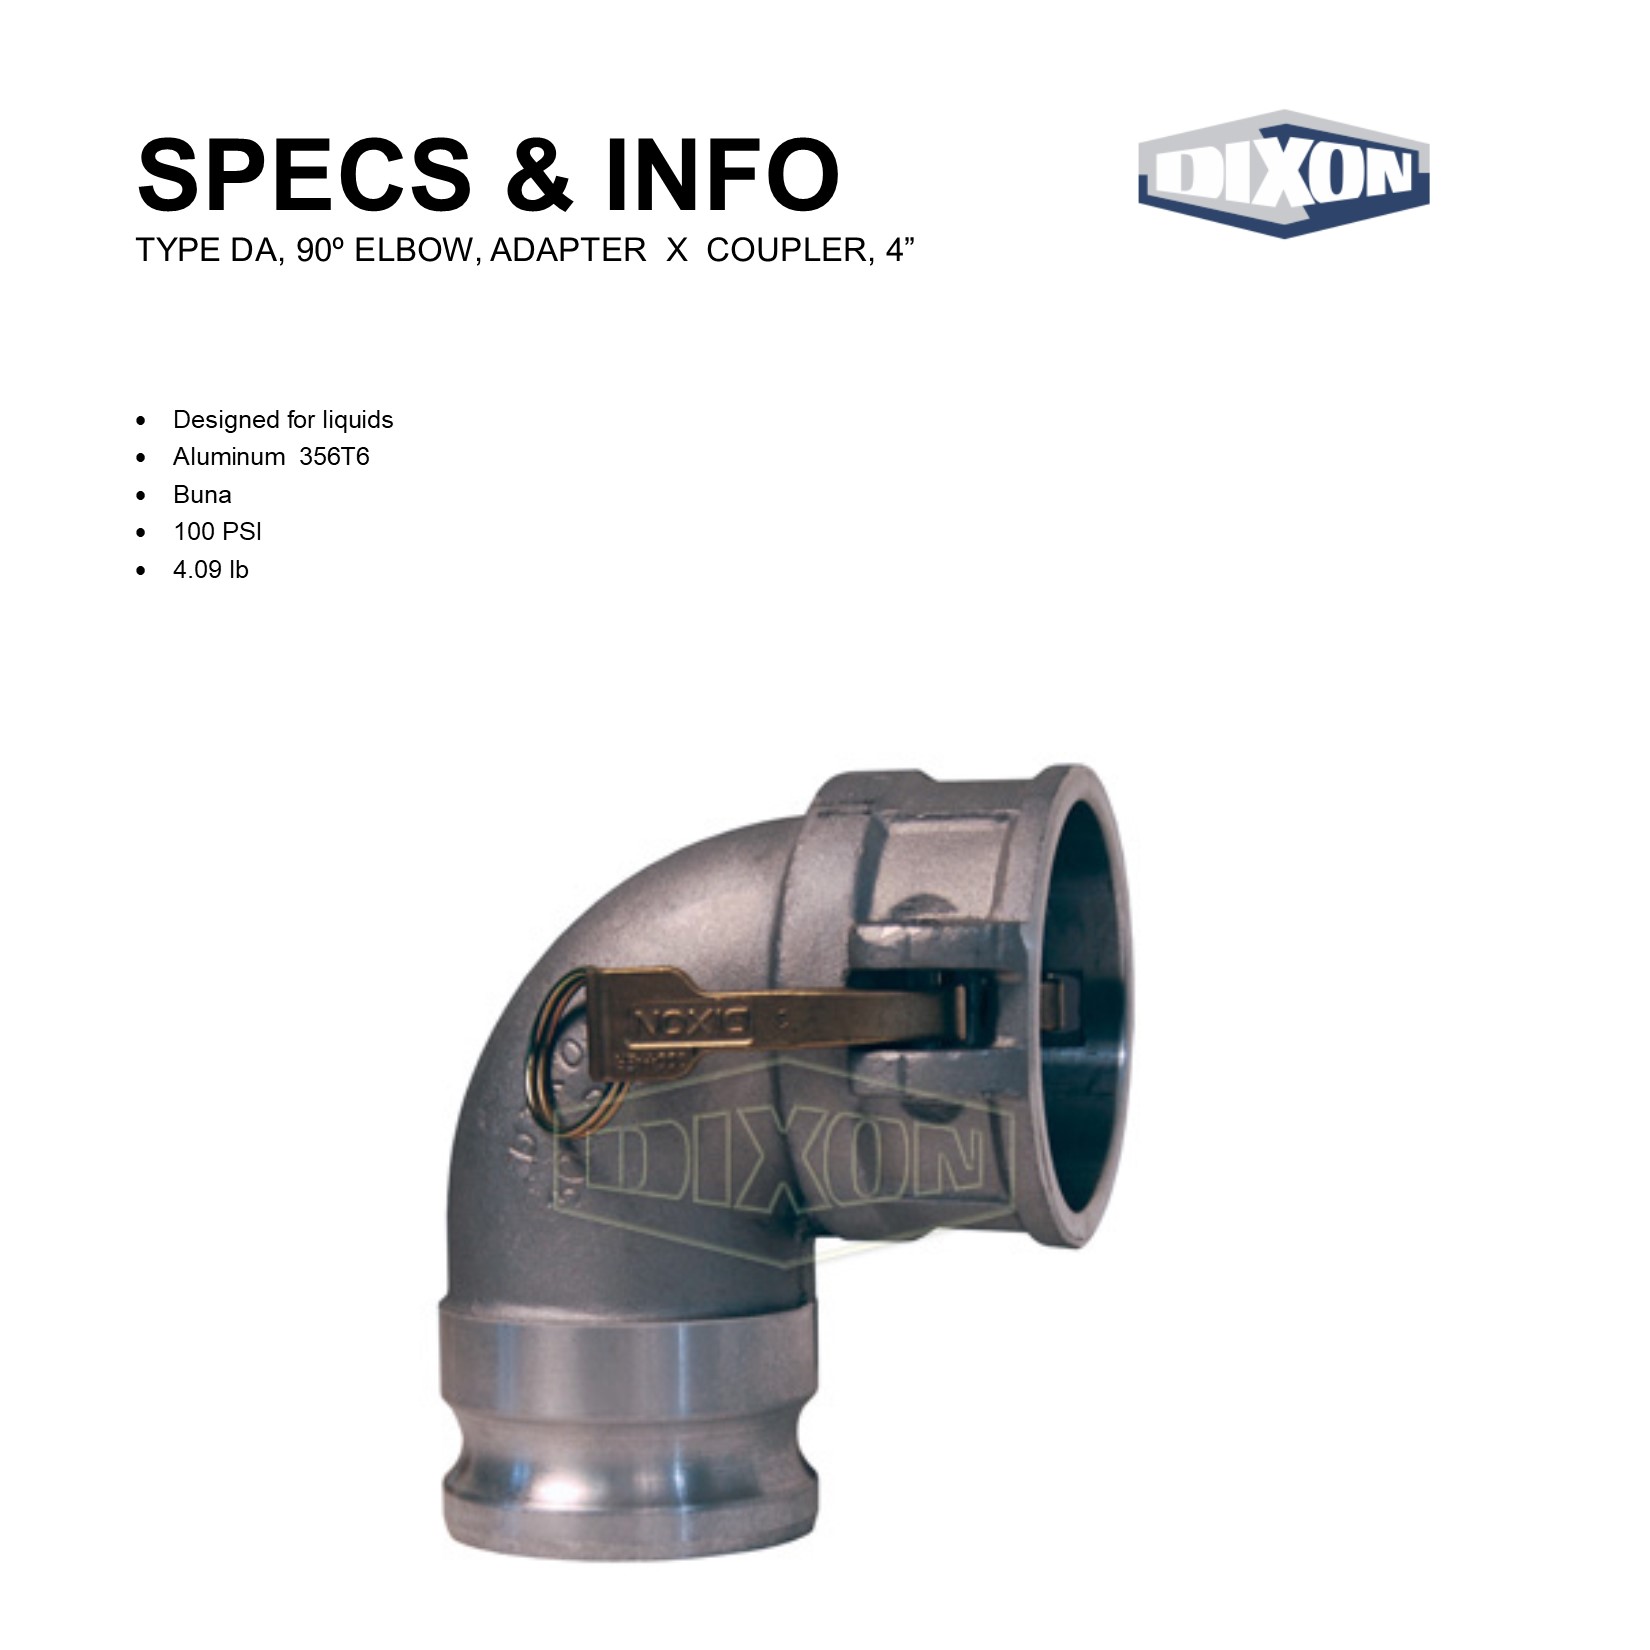 SPECS & INFO
DIXON
TYPE DA, 90º ELBOW, ADAPTER X COUPLER, 4”
• Designed for liquids
• Aluminum 356T6
• Buna
• 100 PSI
• 4.09 lb
DIXON
DIXON